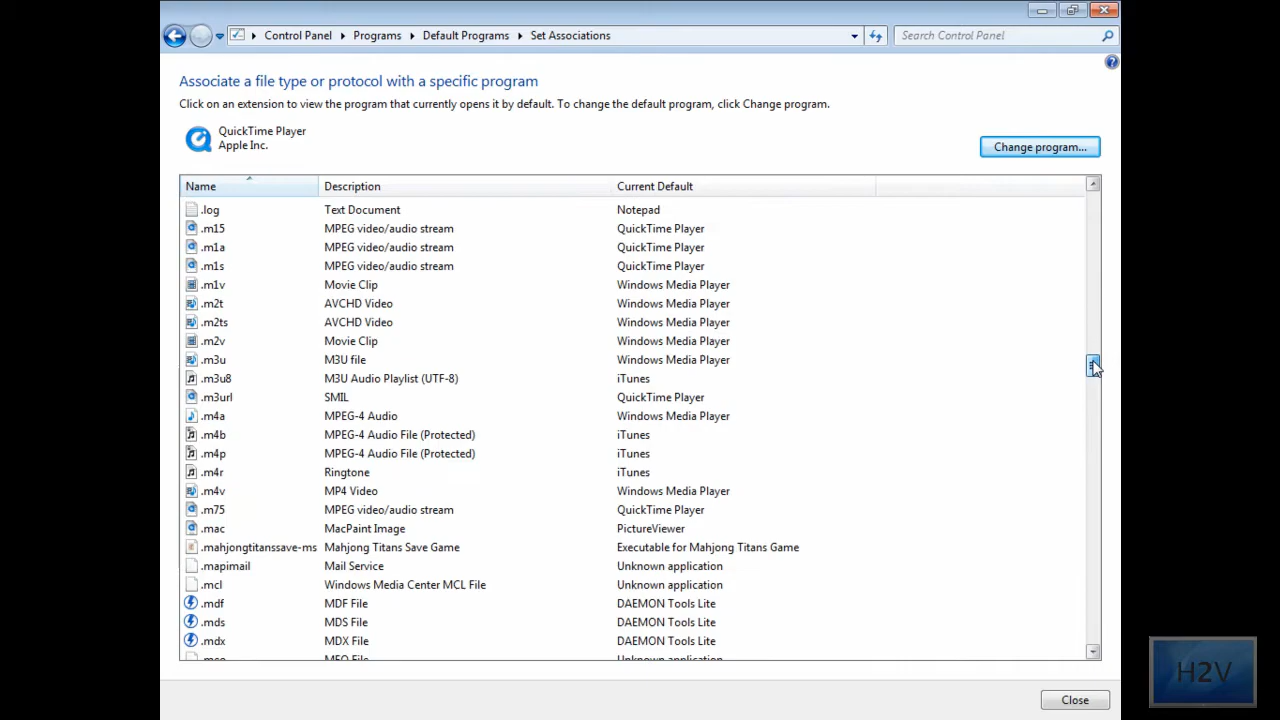 Control Panel Programs Default Programs Set Associations Search Control Panel
Associate a file type or protocol with a specific program
Click on an extension to view the program that currently opens it by default. To change the default program, click Change program.
QuickTime Player
Apple Inc.
Change program...
Name Description Current Default
.log Text Document Notepad
.m15 MPEG video/audio stream QuickTime Player
.m1a MPEG video/audio stream QuickTime Player
.m1s MPEG video/audio stream QuickTime Player
.m1v Movie Clip Windows Media Player
.m2t AVCHD Video Windows Media Player
.m2ts AVCHD Video Windows Media Player
.m2v Movie Clip Windows Media Player
.m3u M3U file Windows Media Player
.m3u8 M3U Audio Playlist (UTF-8) iTunes
.m3url SMIL QuickTime Player
.m4a MPEG-4 Audio Windows Media Player
.m4b MPEG-4 Audio File (Protected) iTunes
.m4p MPEG-4 Audio File (Protected) iTunes
.m4r Ringtone iTunes
.m4v MP4 Video Windows Media Player
.m75 MPEG video/audio stream QuickTime Player
.mac MacPaint Image PictureViewer
.mahjongtitanssave-ms Mahjong Titans Save Game Executable for Mahjong Titans Game
.mapimail Mail Service Unknown application
.mcl Windows Media Center MCL File Unknown application
.mdf MDF File DAEMON Tools Lite
.mds MDS File DAEMON Tools Lite
.mdx MDX File DAEMON Tools Lite
Unknown application
Close
H2V